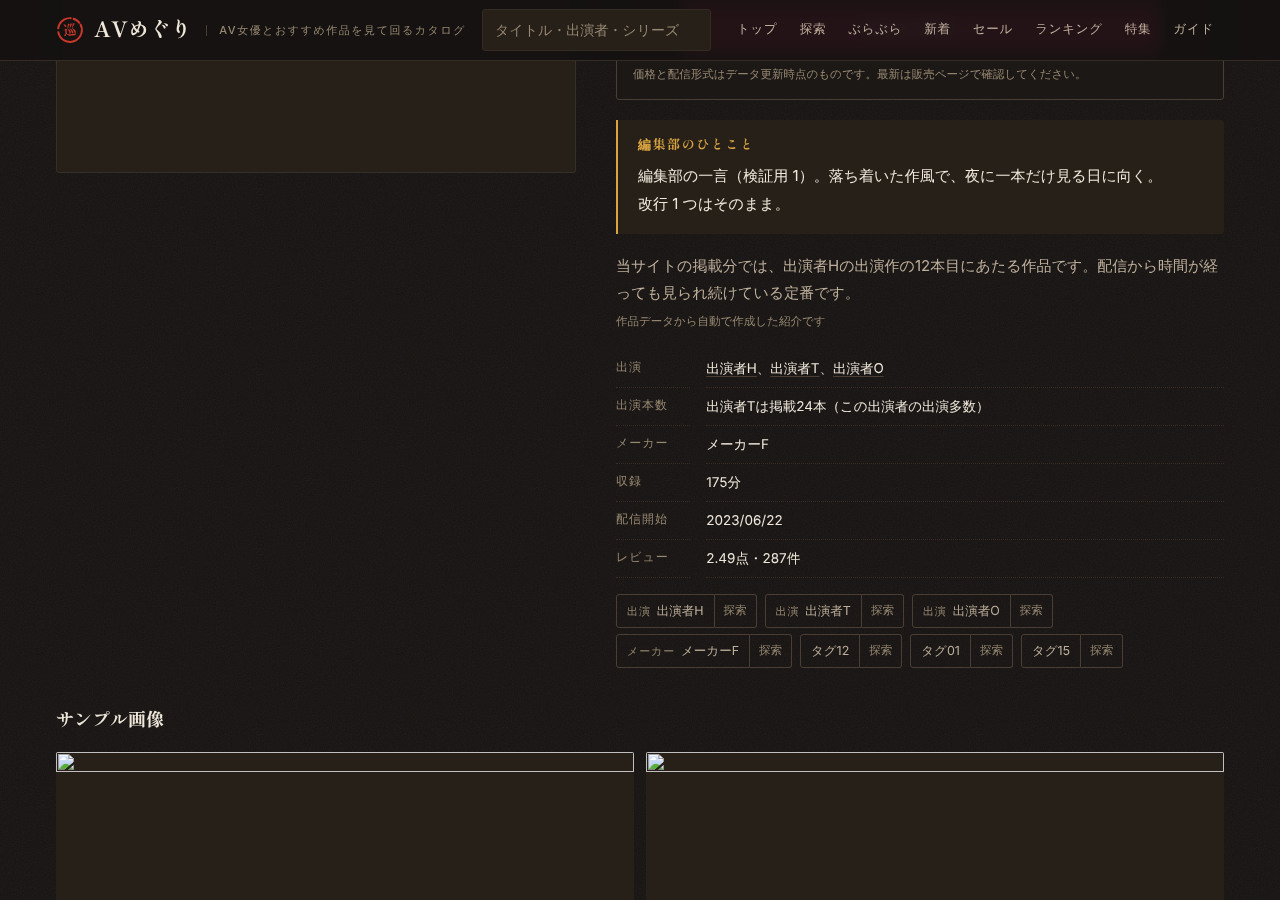 巡 AVめぐり AV女優とおすすめ作品を見て回るカタログ タイトル・出演者・シリーズ トップ 探索 ぶらぶら 新着 セール ランキング 特集 ガイド
価格と配信形式はデータ更新時点のものです。最新は販売ページで確認してください。
編集部のひとこと
編集部の一言（検証用 1）。落ち着いた作風で、夜に一本だけ見る日に向く。
改行 1 つはそのまま。
当サイトの掲載分では、出演者Hの出演作の12本目にあたる作品です。配信から時間が経
っても見られ続けている定番です。
作品データから自動で作成した紹介です
出演 出演者H、出演者T、出演者O
出演本数 出演者Tは掲載24本（この出演者の出演多数）
メーカー メーカーF
収録 175分
配信開始 2023/06/22
レビュー 2.49点・287件
出演 出演者H 探索 出演 出演者T 探索 出演 出演者O 探索
メーカー メーカーF 探索 タグ12 探索 タグ01 探索 タグ15 探索
サンプル画像